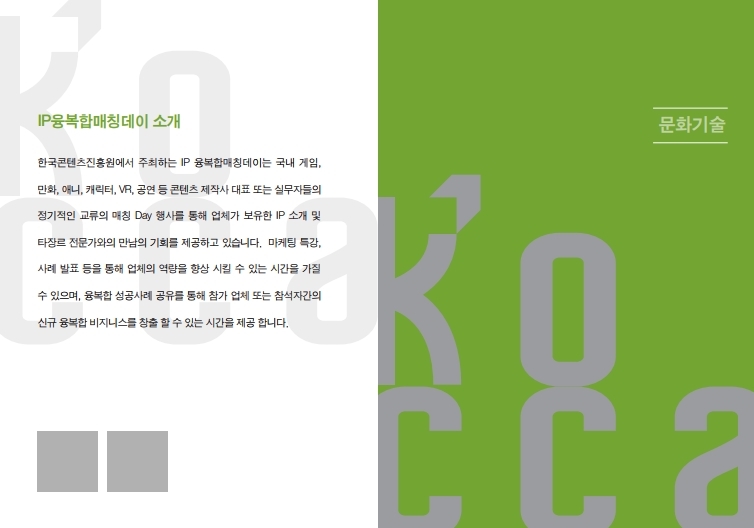 IP융복합매칭데이 소개
한국콘텐츠진흥원에서 주최하는 IP 융복합매칭데이는 국내 게임,
만화, 애니, 캐릭터, VR, 공연 등 콘텐츠 제작사 대표 또는 실무자들의
정기적인 교류의 매칭 Day 행사를 통해 업체가 보유한 IP 소개 및
타장르 전문가와의 만남의 기회를 제공하고 있습니다. 마케팅 특강,
사례 발표 등을 통해 업체의 역량을 향상 시킬 수 있는 시간을 가질
수 있으며, 융복합 성공사례 공유를 통해 참가 업체 또는 참석자간의
신규 융복합 비지니스를 창출 할 수 있는 시간을 제공 합니다.
K'o
cca
문화기술
K'o
cca